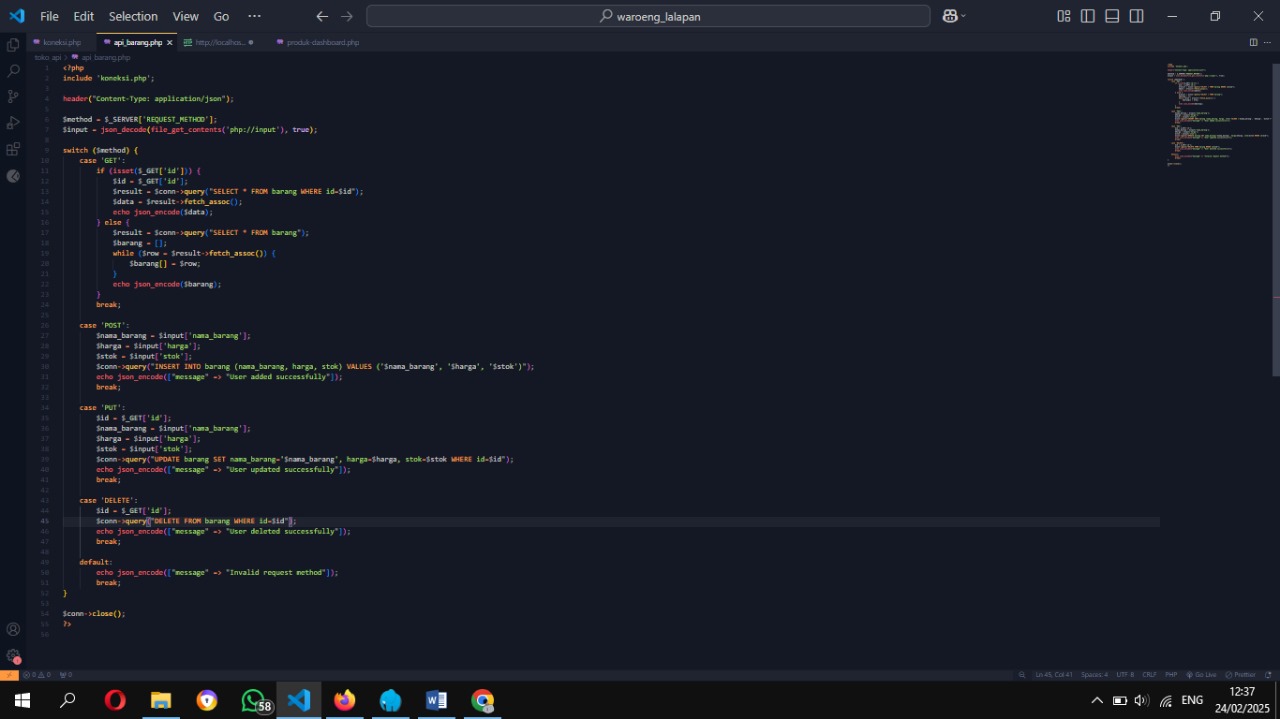 File Edit Selection View Go ··· waroeng_lalapan
koneksi.php api_barang.php http://localhos... produk-dashboard.php
toko_api > api_barang.php
1 <?php
2 include 'koneksi.php';
3
4 header("Content-Type: application/json");
5
6 $method = $_SERVER['REQUEST_METHOD'];
7 $input = json_decode(file_get_contents('php://input'), true);
8
9 switch ($method) {
10 case 'GET':
11 if (isset($_GET['id'])) {
12 $id = $_GET['id'];
13 $result = $conn->query("SELECT * FROM barang WHERE id=$id");
14 $data = $result->fetch_assoc();
15 echo json_encode($data);
16 } else {
17 $result = $conn->query("SELECT * FROM barang");
18 $barang = [];
19 while ($row = $result->fetch_assoc()) {
20 $barang[] = $row;
21 }
22 echo json_encode($barang);
23 }
24 break;
25
26 case 'POST':
27 $nama_barang = $input['nama_barang'];
28 $harga = $input['harga'];
29 $stok = $input['stok'];
30 $conn->query("INSERT INTO barang (nama_barang, harga, stok) VALUES ('$nama_barang', '$harga', '$stok')");
31 echo json_encode(["message" => "User added successfully"]);
32 break;
33
34 case 'PUT':
35 $id = $_GET['id'];
36 $nama_barang = $input['nama_barang'];
37 $harga = $input['harga'];
38 $stok = $input['stok'];
39 $conn->query("UPDATE barang SET nama_barang='$nama_barang', harga=$harga, stok=$stok WHERE id=$id");
40 echo json_encode(["message" => "User updated successfully"]);
41 break;
42
43 case 'DELETE':
44 $id = $_GET['id'];
45 $conn->query("DELETE FROM barang WHERE id=$id");
46 echo json_encode(["message" => "User deleted successfully"]);
47 break;
48
49 default:
50 echo json_encode(["message" => "Invalid request method"]);
51 break;
52 }
53
54 $conn->close();
55 ?>
56
0 0 0 Ln 45, Col 41 Spaces: 4 UTF-8 CRLF PHP Go Live Prettier
58 ENG 12:37
24/02/2025